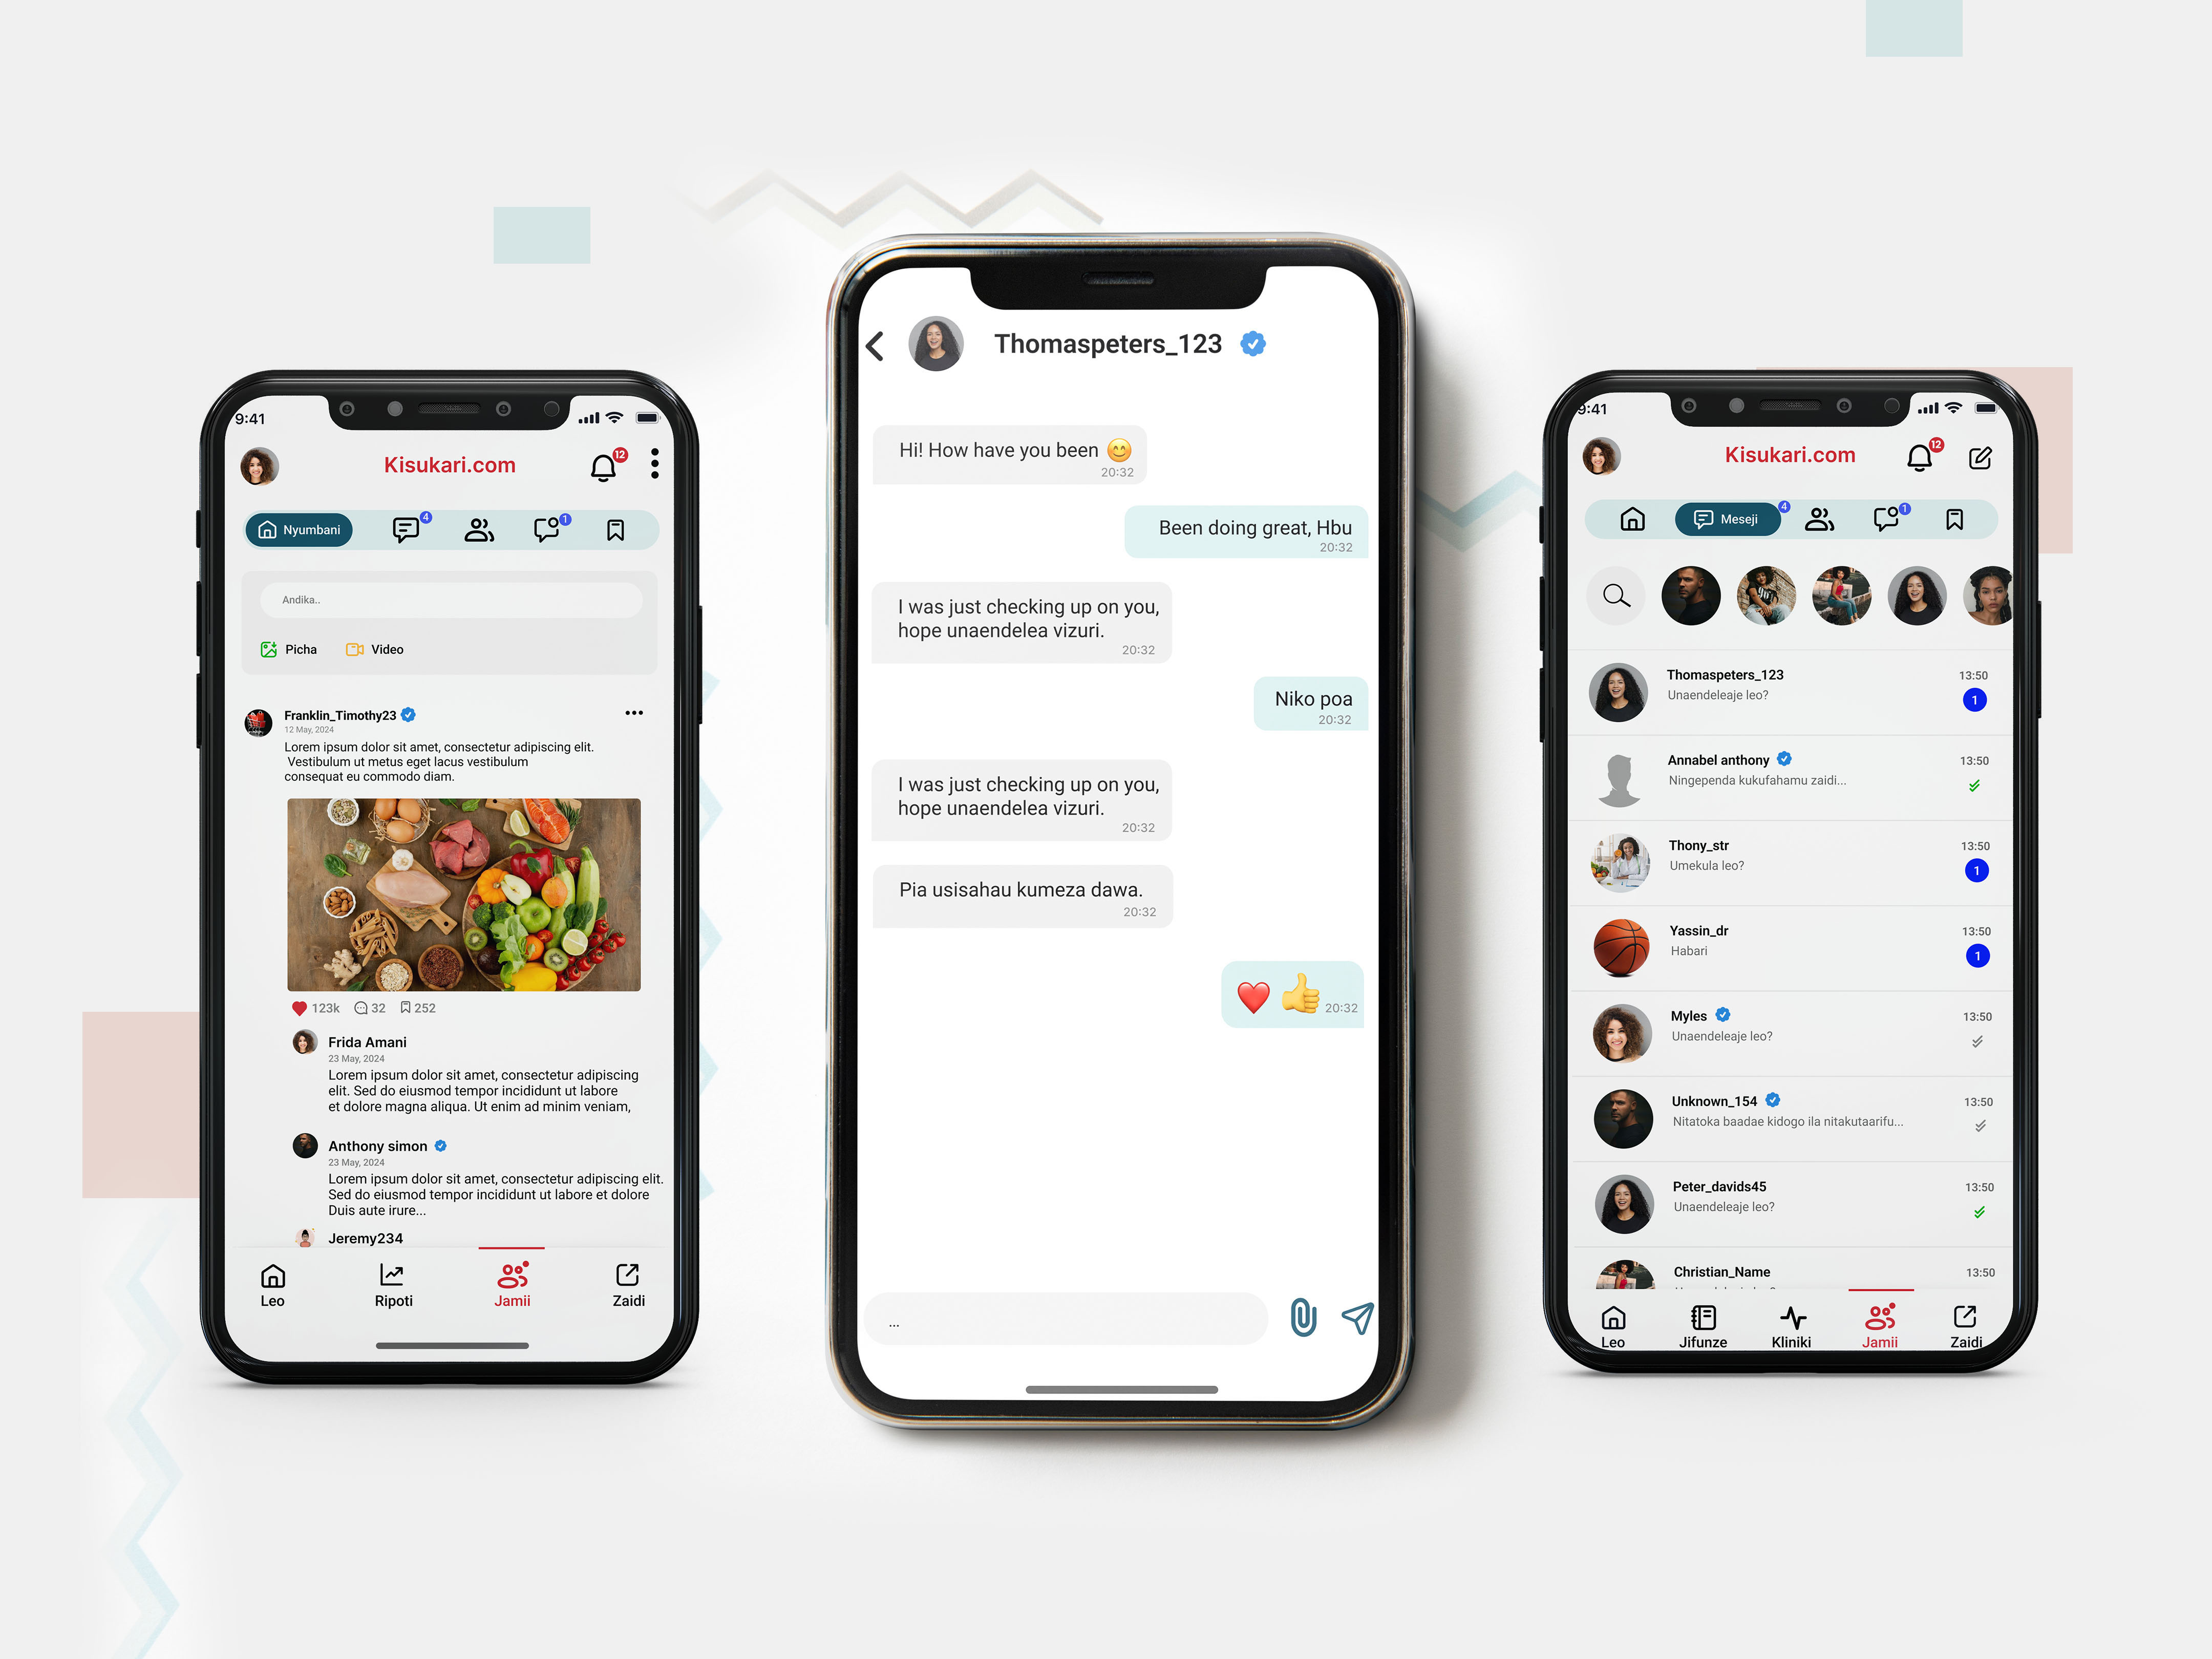 9:41
Kisukari.com
12
Nyumbani
4
1
Andika..
Picha
Video
Franklin_Timothy23
12 May, 2024
Lorem ipsum dolor sit amet, consectetur adipiscing elit.
Vestibulum ut metus eget lacus vestibulum
consequat eu commodo diam.
123k
32
252
Frida Amani
23 May, 2024
Lorem ipsum dolor sit amet, consectetur adipiscing
elit. Sed do eiusmod tempor incididunt ut labore
et dolore magna aliqua. Ut enim ad minim veniam,
Anthony simon
23 May, 2024
Lorem ipsum dolor sit amet, consectetur adipiscing elit.
Sed do eiusmod tempor incididunt ut labore et dolore
Duis aute irure...
Jeremy234
Leo
Ripoti
Jamii
Zaidi
Thomaspeters_123
Hi! How have you been 😊
20:32
Been doing great, Hbu
20:32
I was just checking up on you,
hope unaendelea vizuri.
20:32
Niko poa
20:32
I was just checking up on you,
hope unaendelea vizuri.
20:32
Pia usisahau kumeza dawa.
20:32
❤️ 👍 20:32
...
9:41
Kisukari.com
12
Meseji
4
1
Thomaspeters_123
13:50
Unaendeleaje leo?
1
Annabel anthony
13:50
Ningependa kukufahamu zaidi...
Thony_str
13:50
Umekula leo?
1
Yassin_dr
13:50
Habari
1
Myles
13:50
Unaendeleaje leo?
Unknown_154
13:50
Nitatoka baadae kidogo ila nitakutaarifu...
Peter_davids45
13:50
Unaendeleaje leo?
Christian_Name
13:50
Leo
Jifunze
Kliniki
Jamii
Zaidi